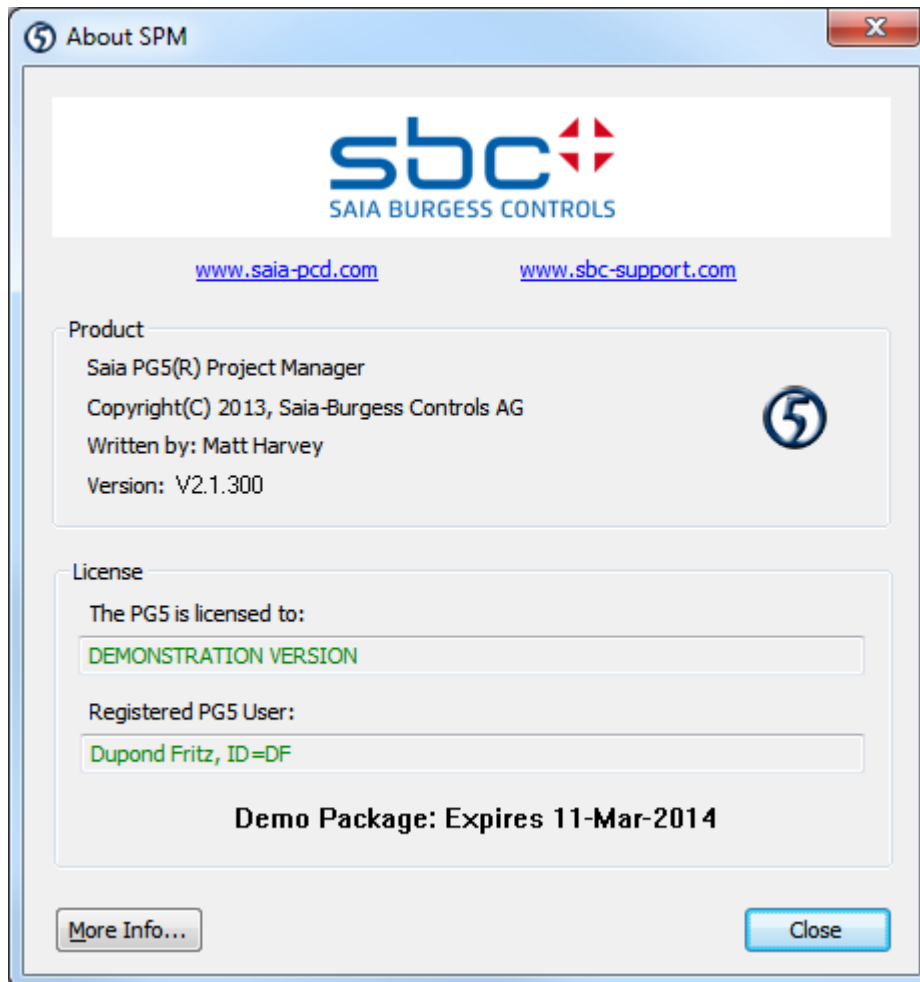 About SPM
sbc
SAIA BURGESS CONTROLS
www.saia-pcd.com www.sbc-support.com
Product
Saia PG5(R) Project Manager
Copyright(C) 2013, Saia-Burgess Controls AG
Written by: Matt Harvey
Version: V2.1.300
License
The PG5 is licensed to:
DEMONSTRATION VERSION
Registered PG5 User:
Dupond Fritz, ID=DF
Demo Package: Expires 11-Mar-2014
More Info... Close